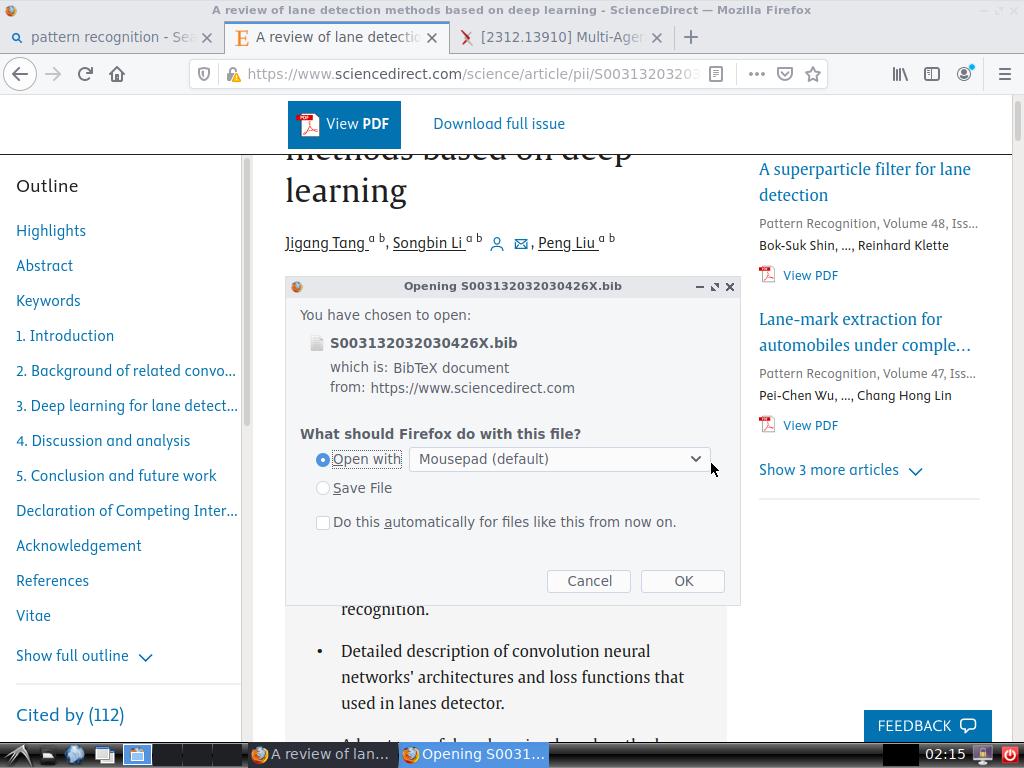 A review of lane detection methods based on deep learning - ScienceDirect — Mozilla Firefox
pattern recognition - Sea
A review of lane detectio
[2312.13910] Multi-Agen
https://www.sciencedirect.com/science/article/pii/S00313203203
View PDF
Download full issue
Outline
Highlights
Abstract
Keywords
1. Introduction
2. Background of related convo...
3. Deep learning for lane detect...
4. Discussion and analysis
5. Conclusion and future work
Declaration of Competing Inter...
Acknowledgement
References
Vitae
Show full outline
Cited by (112)
methods based on deep
learning
Jigang Tang a b, Songbin Li a b, Peng Liu a b
Opening S003132032030426X.bib
You have chosen to open:
S003132032030426X.bib
which is: BibTeX document
from: https://www.sciencedirect.com
What should Firefox do with this file?
Open with Mousepad (default)
Save File
Do this automatically for files like this from now on.
Cancel OK
recognition.
• Detailed description of convolution neural
networks' architectures and loss functions that
used in lanes detector.
A superparticle filter for lane
detection
Pattern Recognition, Volume 48, Iss...
Bok-Suk Shin, ..., Reinhard Klette
View PDF
Lane-mark extraction for
automobiles under comple...
Pattern Recognition, Volume 47, Iss...
Pei-Chen Wu, ..., Chang Hong Lin
View PDF
Show 3 more articles
FEEDBACK
A review of lan...
Opening S0031...
02:15